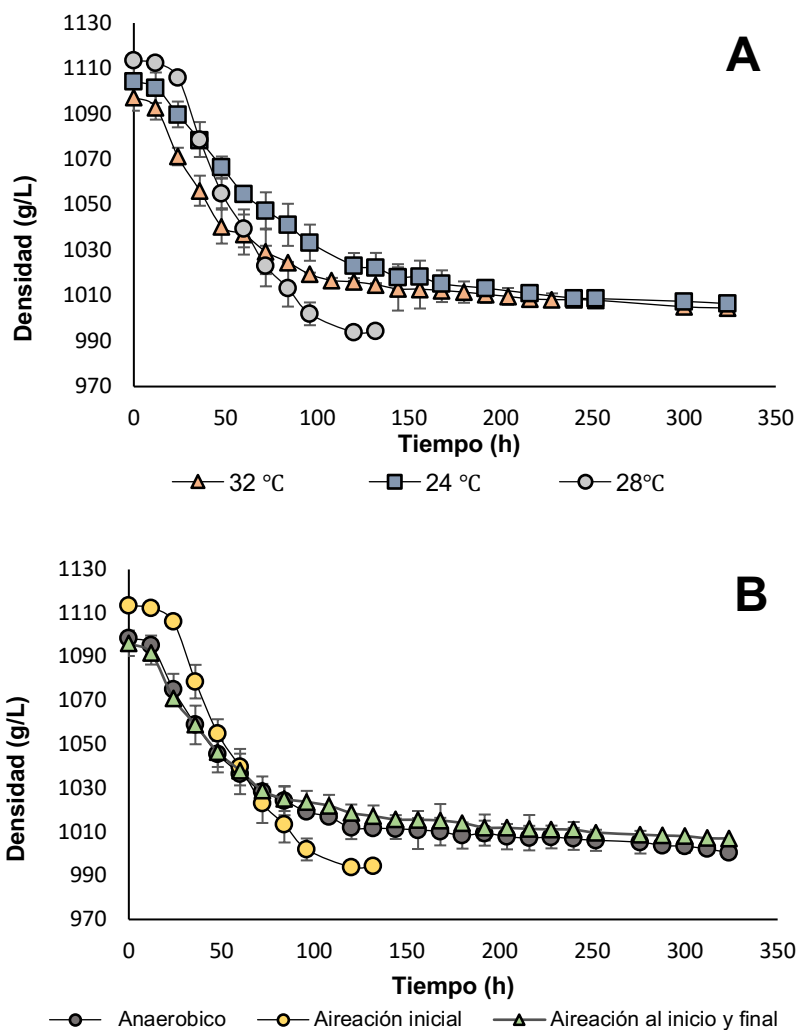 A
1130
1110
1090
1070
1050
1030
1010
990
970
Densidad (g/L)
0 50 100 150 200 250 300 350
Tiempo (h)
32 °C 24 °C 28°C
B
1130
1110
1090
1070
1050
1030
1010
990
970
Densidad (g/L)
0 50 100 150 200 250 300 350
Tiempo (h)
Anaerobico Aireación inicial Aireación al inicio y final